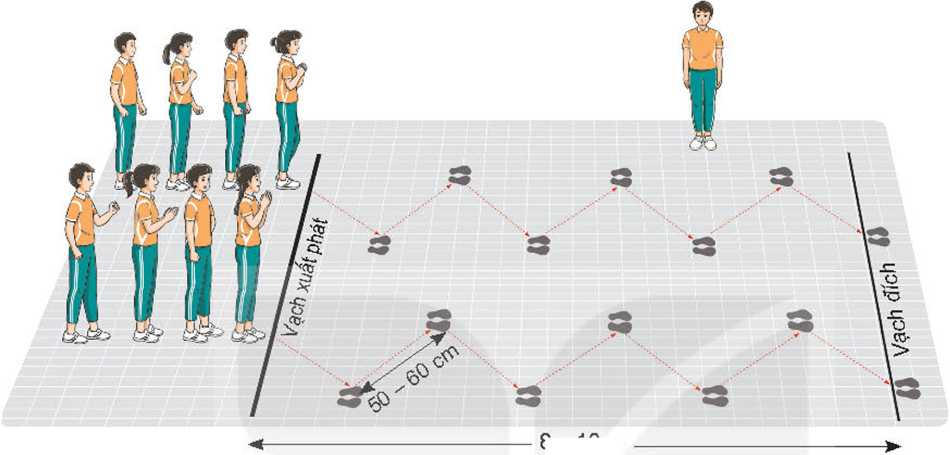 Vạch xuất phát
50 – 60 cm
Vạch đích